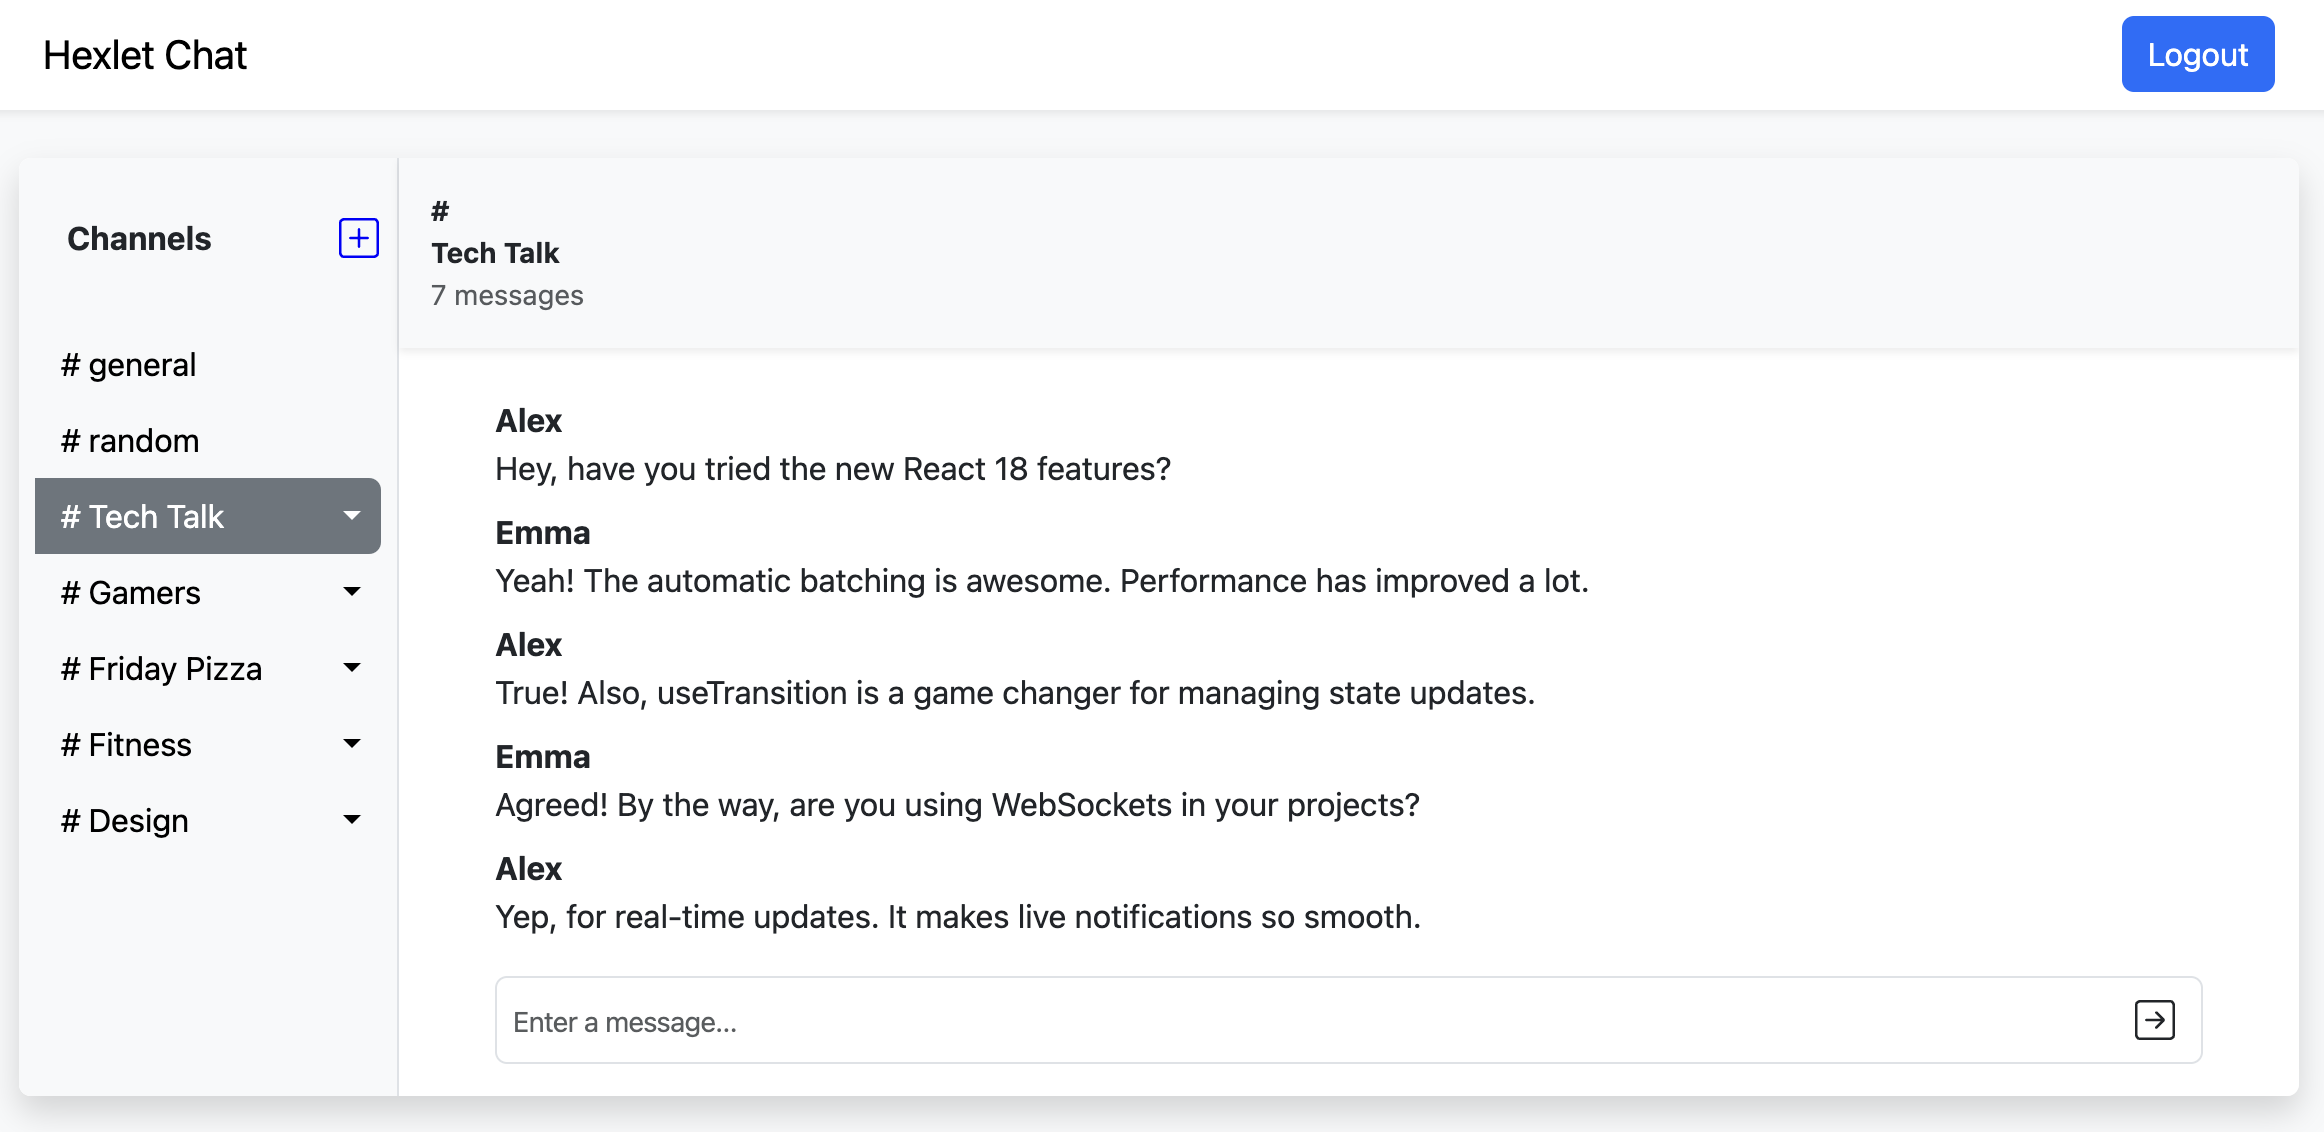 Hexlet Chat
Logout
Channels
# general
# random
# Tech Talk
# Gamers
# Friday Pizza
# Fitness
# Design
#
Tech Talk
7 messages
Alex
Hey, have you tried the new React 18 features?
Emma
Yeah! The automatic batching is awesome. Performance has improved a lot.
Alex
True! Also, useTransition is a game changer for managing state updates.
Emma
Agreed! By the way, are you using WebSockets in your projects?
Alex
Yep, for real-time updates. It makes live notifications so smooth.
Enter a message...